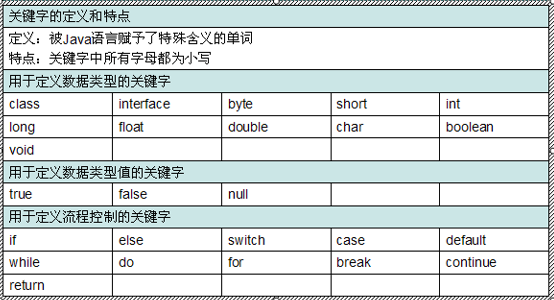 关键字的定义和特点
定义：被Java语言赋予了特殊含义的单词
特点：关键字中所有字母都为小写
用于定义数据类型的关键字
class interface byte short int
long float double char boolean
void
用于定义数据类型值的关键字
true false null
用于定义流程控制的关键字
if else switch case default
while do for break continue
return